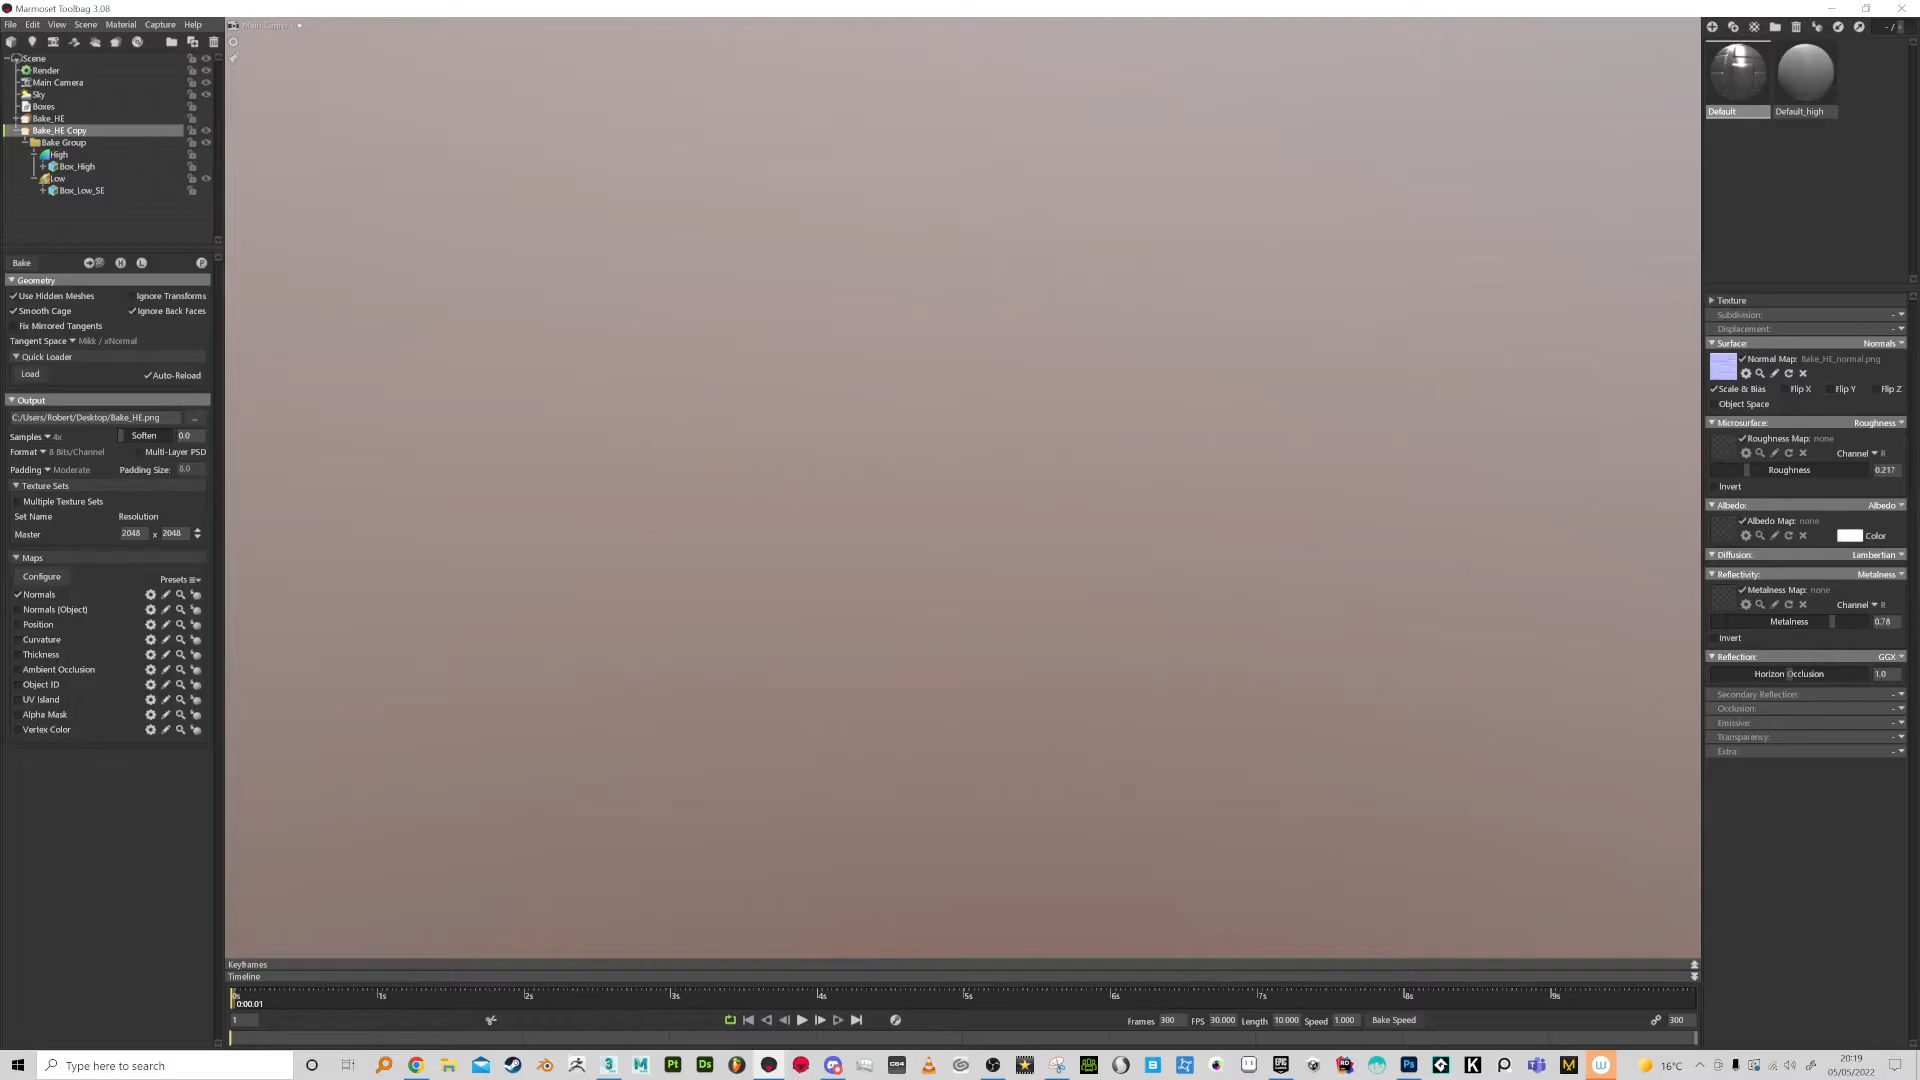 Marmoset Toolbag 3.08
File Edit View Scene Material Capture Help
Main Camera
Scene
Render
Main Camera
Sky
Boxes
Bake_HE
Bake_HE Copy
Bake Group
High
Box_High
Low
Box_Low_SE
Bake H L P
Geometry
Use Hidden Meshes Ignore Transforms
Smooth Cage Ignore Back Faces
Fix Mirrored Tangents
Tangent Space Mikk / xNormal
Quick Loader
Load Auto-Reload
Output
C:/Users/Robert/Desktop/Bake_HE.png ...
Samples 4x Soften 0.0
Format 8 Bits/Channel Multi-Layer PSD
Padding Moderate Padding Size: 8.0
Texture Sets
Multiple Texture Sets
Set Name Resolution
Master 2048 x 2048
Maps
Configure Presets
Normals
Normals (Object)
Position
Curvature
Thickness
Ambient Occlusion
Object ID
UV Island
Alpha Mask
Vertex Color
Default Default_high
Texture
Subdivision: -
Displacement: -
Surface: Normals
Normal Map: Bake_HE_normal.png
Scale & Bias Flip X Flip Y Flip Z
Object Space
Microsurface: Roughness
Roughness Map: none
Channel R
Roughness 0.217
Invert
Albedo: Albedo
Albedo Map: none
Color
Diffusion: Lambertian
Reflectivity: Metalness
Metalness Map: none
Channel R
Metalness 0.78
Invert
Reflection: GGX
Horizon Occlusion 1.0
Secondary Reflection: -
Occlusion: -
Emissive: -
Transparency: -
Extra: -
Keyframes
Timeline
0s 1s 2s 3s 4s 5s 6s 7s 8s 9s
0:00.01
1 Frames 300 FPS 30.000 Length 10.000 Speed 1.000 Bake Speed 300
Type here to search
16°C
20:19
05/05/2022